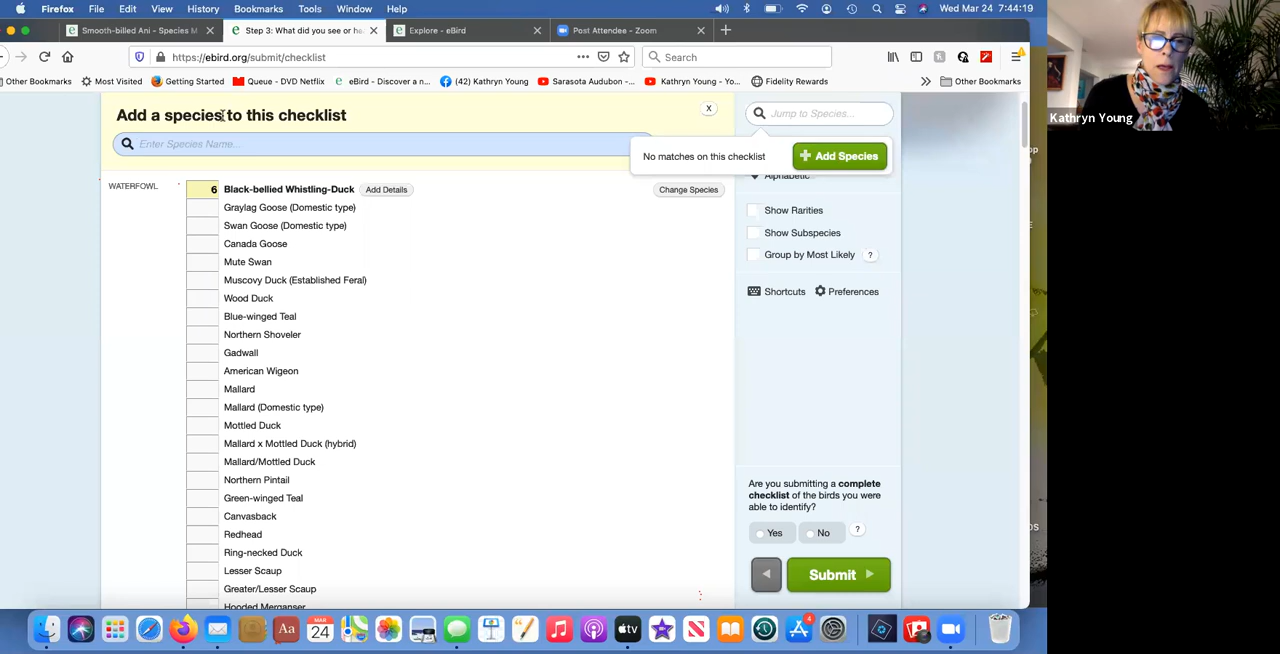 Firefox File Edit View History Bookmarks Tools Window Help Wed Mar 24 7:44:19
Smooth-billed Ani - Species M Step 3: What did you see or he Explore - eBird Post Attendee - Zoom
https://ebird.org/submit/checklist Search
Other Bookmarks Most Visited Getting Started Queue - DVD Netflix eBird - Discover a n... (42) Kathryn Young Sarasota Audubon -... Kathryn Young - Yo... Fidelity Rewards Other Bookmarks
Kathryn Young
Add a species to this checklist X
Jump to Species...
Enter Species Name...
No matches on this checklist Add Species
Alphabetic
WATERFOWL 6 Black-bellied Whistling-Duck Add Details Change Species
Graylag Goose (Domestic type)
Show Rarities
Swan Goose (Domestic type)
Show Subspecies
Canada Goose
Group by Most Likely ?
Mute Swan
Muscovy Duck (Established Feral)
Shortcuts Preferences
Wood Duck
Blue-winged Teal
Northern Shoveler
Gadwall
American Wigeon
Mallard
Mallard (Domestic type)
Mottled Duck
Mallard x Mottled Duck (hybrid)
Mallard/Mottled Duck
Northern Pintail
Green-winged Teal
Canvasback
Redhead
Ring-necked Duck
Lesser Scaup
Greater/Lesser Scaup
Hooded Merganser
Are you submitting a complete
checklist of the birds you were
able to identify?
Yes No ?
Submit
MAR
24
Aa
tv
4